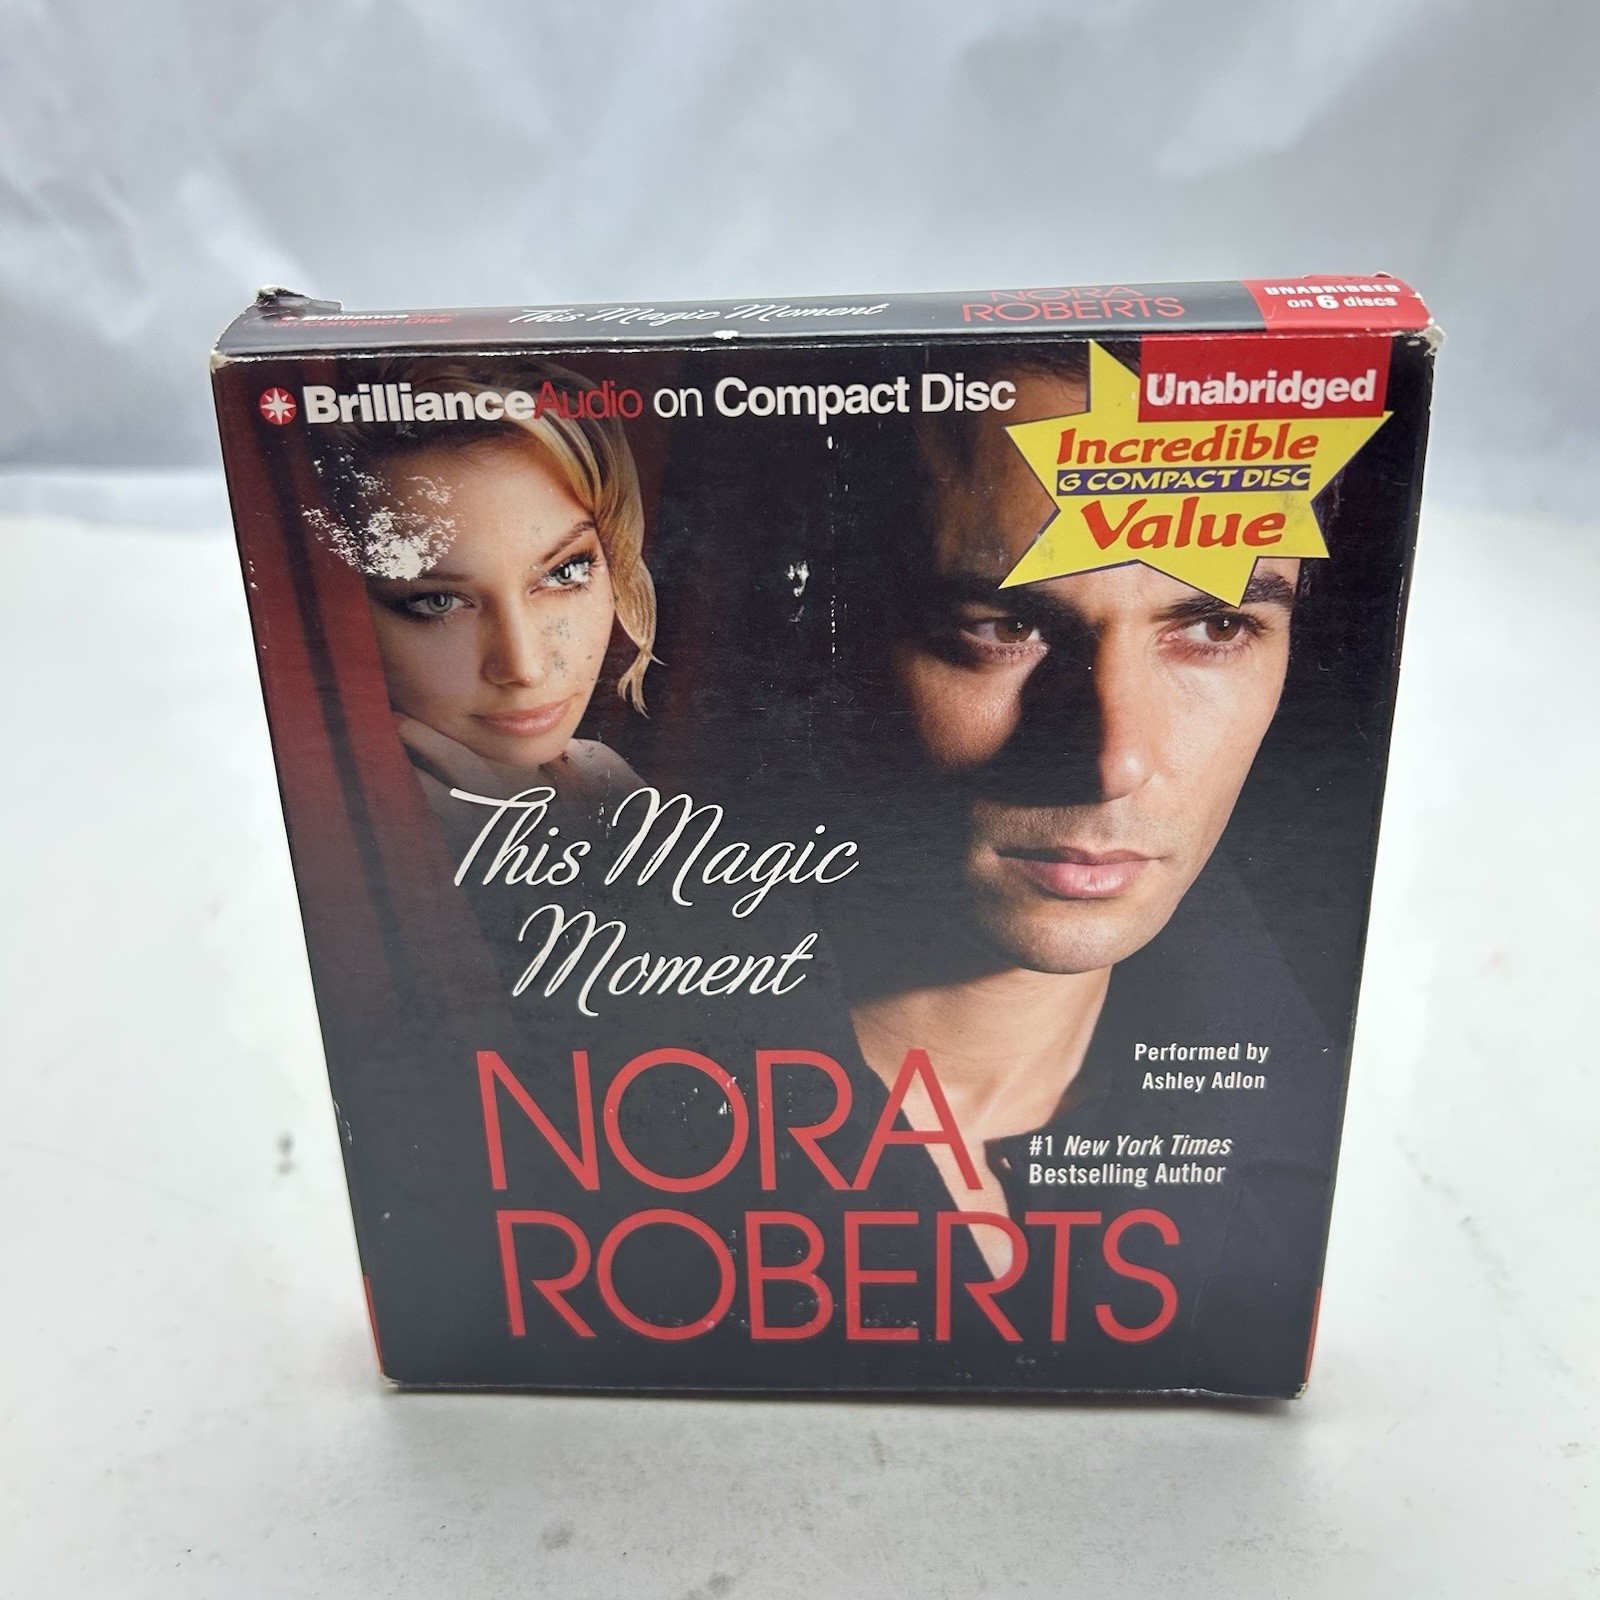 BrillianceAudio
on Compact Disc
This Magic Moment
NORA
ROBERTS
UNABRIDGED
on 6 discs
BrillianceAudio on Compact Disc
Unabridged
Incredible
6 COMPACT DISC
Value
This Magic
Moment
Performed by
Ashley Adlon
NORA
#1 New York Times
Bestselling Author
ROBERTS